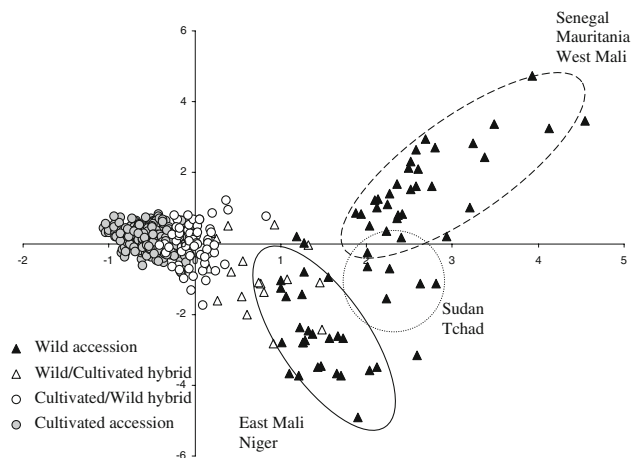 Senegal
Mauritania
West Mali
6
4
2
-2
-1
0
1
2
3
4
5
-2
-4
-6
Sudan
Tchad
Wild accession
Wild/Cultivated hybrid
Cultivated/Wild hybrid
Cultivated accession
East Mali
Niger